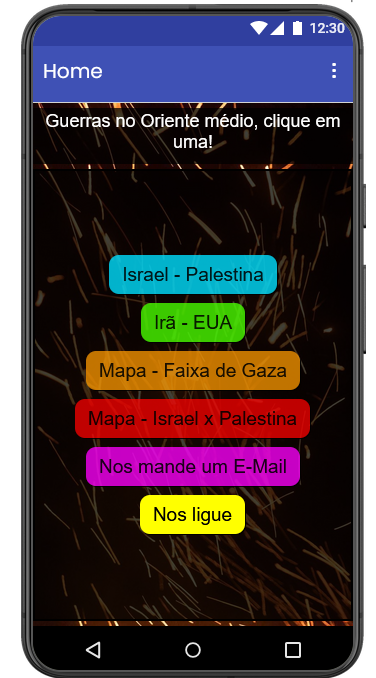 12:30
Home
Guerras no Oriente médio, clique em
uma!
Israel - Palestina
Irã - EUA
Mapa - Faixa de Gaza
Mapa - Israel x Palestina
Nos mande um E-Mail
Nos ligue